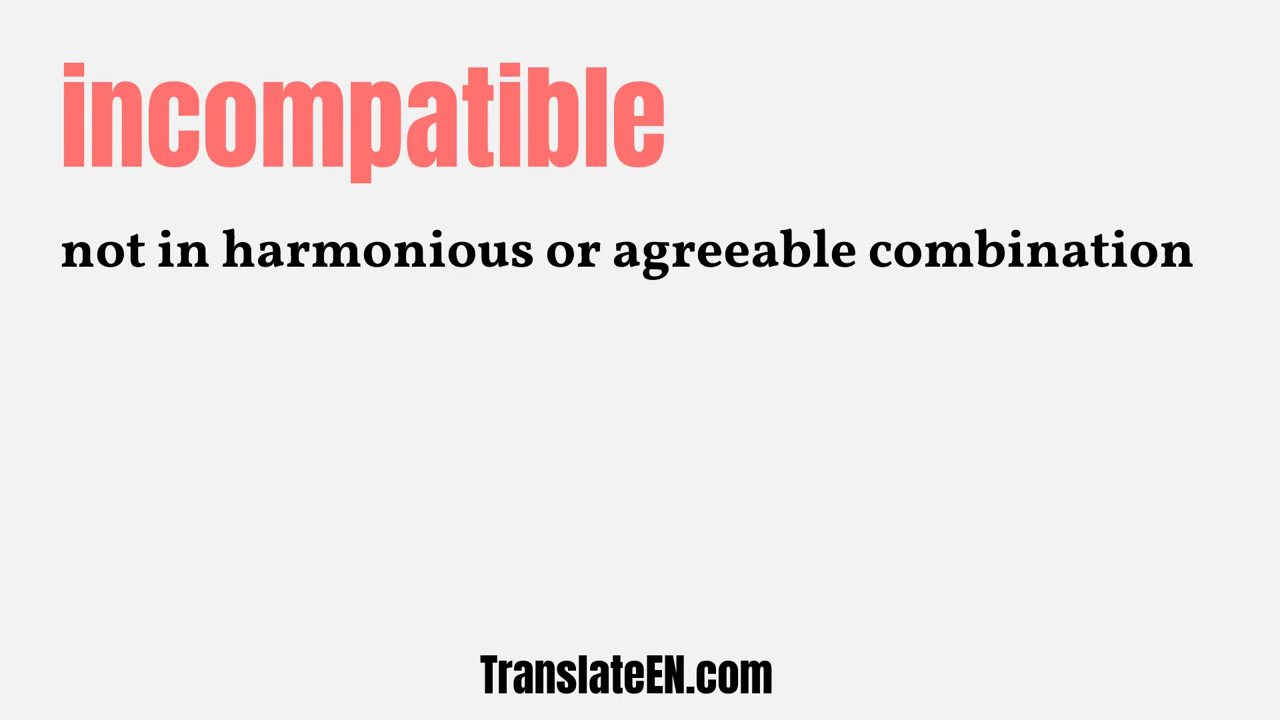 incompatible
not in harmonious or agreeable combination
TranslateEN.com